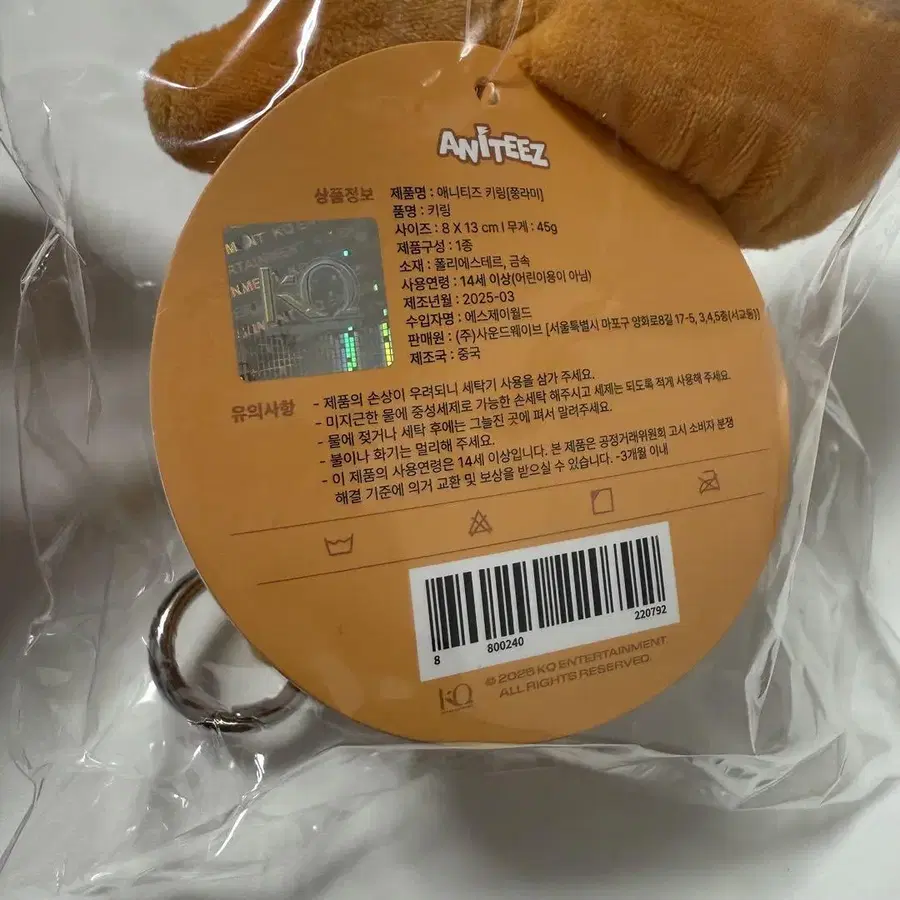 ANITEEZ
상품정보
제품명 : 애니티즈 키링[쭝라미]
품명 : 키링
사이즈 : 8 X 13 cm I 무게 : 45g
제품구성 : 1종
소재 : 폴리에스테르, 금속
사용연령 : 14세 이상(어린이용이 아님)
제조년월 : 2025-03
수입자명 : 에스제이월드
판매원 : (주)사운드웨이브 [서울특별시 마포구 양화로8길 17-5, 3,4,5층(서교동)]
제조국 : 중국
KQ
유의사항
- 제품의 손상이 우려되니 세탁기 사용을 삼가 주세요.
- 미지근한 물에 중성세제로 가능한 손세탁 해주시고 세제는 되도록 적게 사용해 주세요.
- 물에 젖거나 세탁 후에는 그늘진 곳에 펴서 말려주세요.
- 불이나 화기는 멀리해 주세요.
- 이 제품의 사용연령은 14세 이상입니다. 본 제품은 공정거래위원회 고시 소비자 분쟁
해결 기준에 의거 교환 및 보상을 받으실 수 있습니다. -3개월 이내
8 800240 220792
KQ
© 2025 KQ ENTERTAINMENT.
ALL RIGHTS RESERVED.